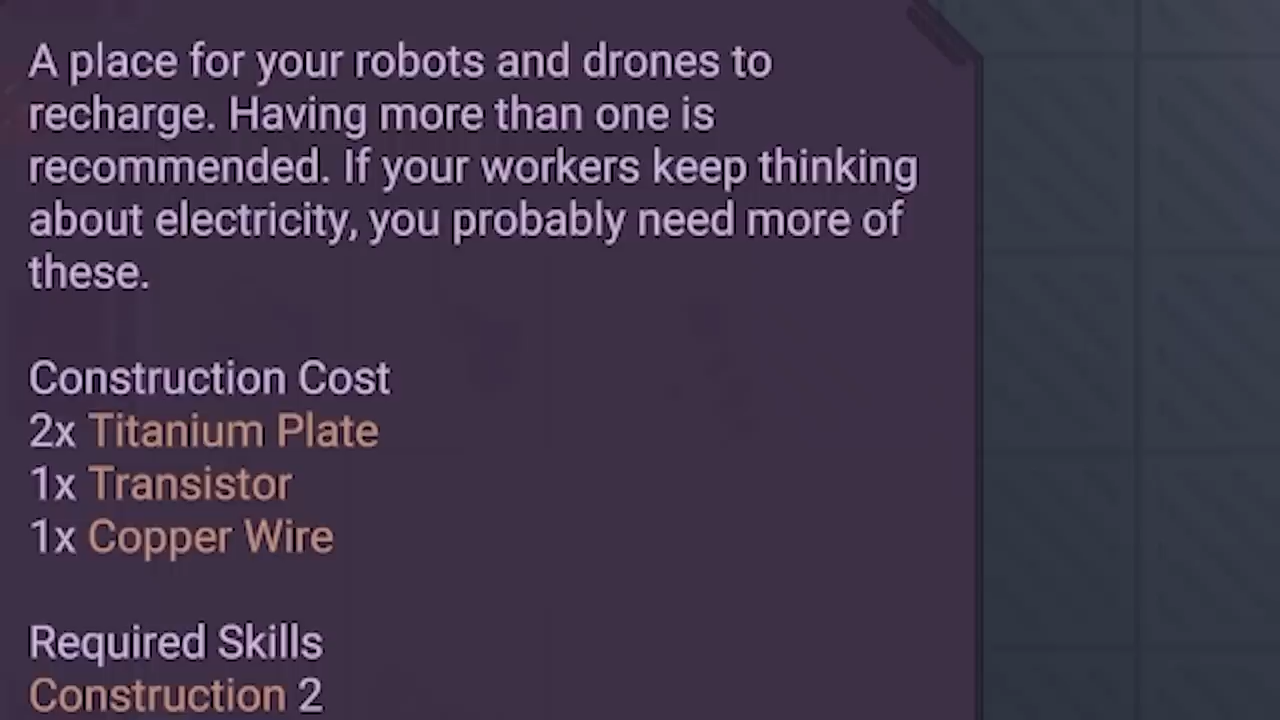 A place for your robots and drones to
recharge. Having more than one is
recommended. If your workers keep thinking
about electricity, you probably need more of
these.
Construction Cost
2x Titanium Plate
1x Transistor
1x Copper Wire
Required Skills
Construction 2